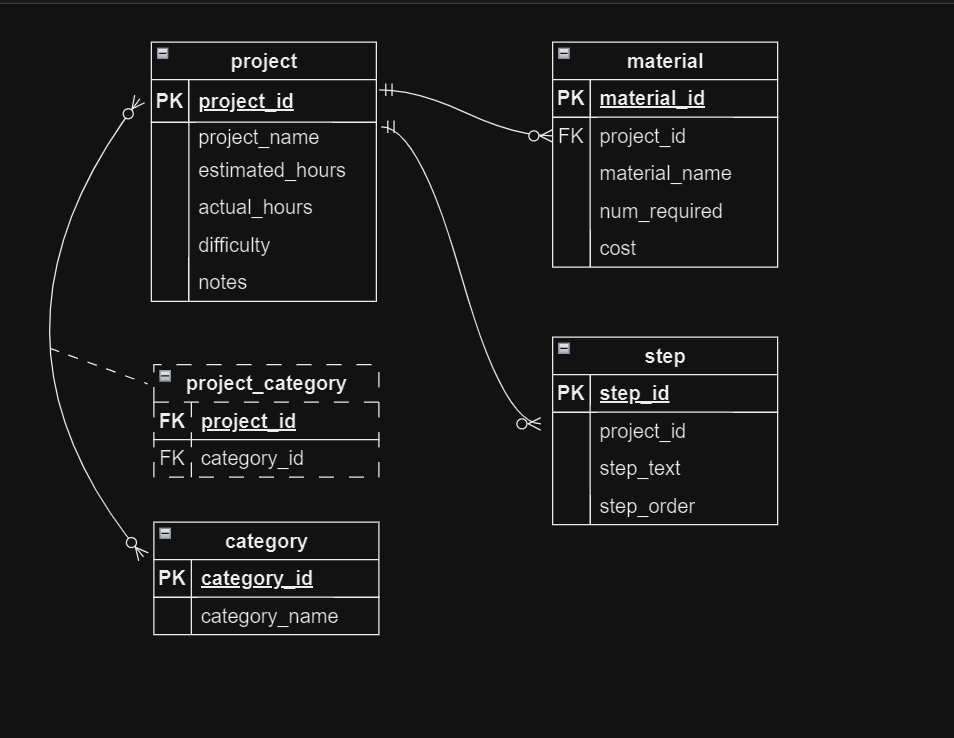 project
PK project_id
project_name
estimated_hours
actual_hours
difficulty
notes
material
PK material_id
FK project_id
material_name
num_required
cost
project_category
FK project_id
FK category_id
step
PK step_id
project_id
step_text
step_order
category
PK category_id
category_name